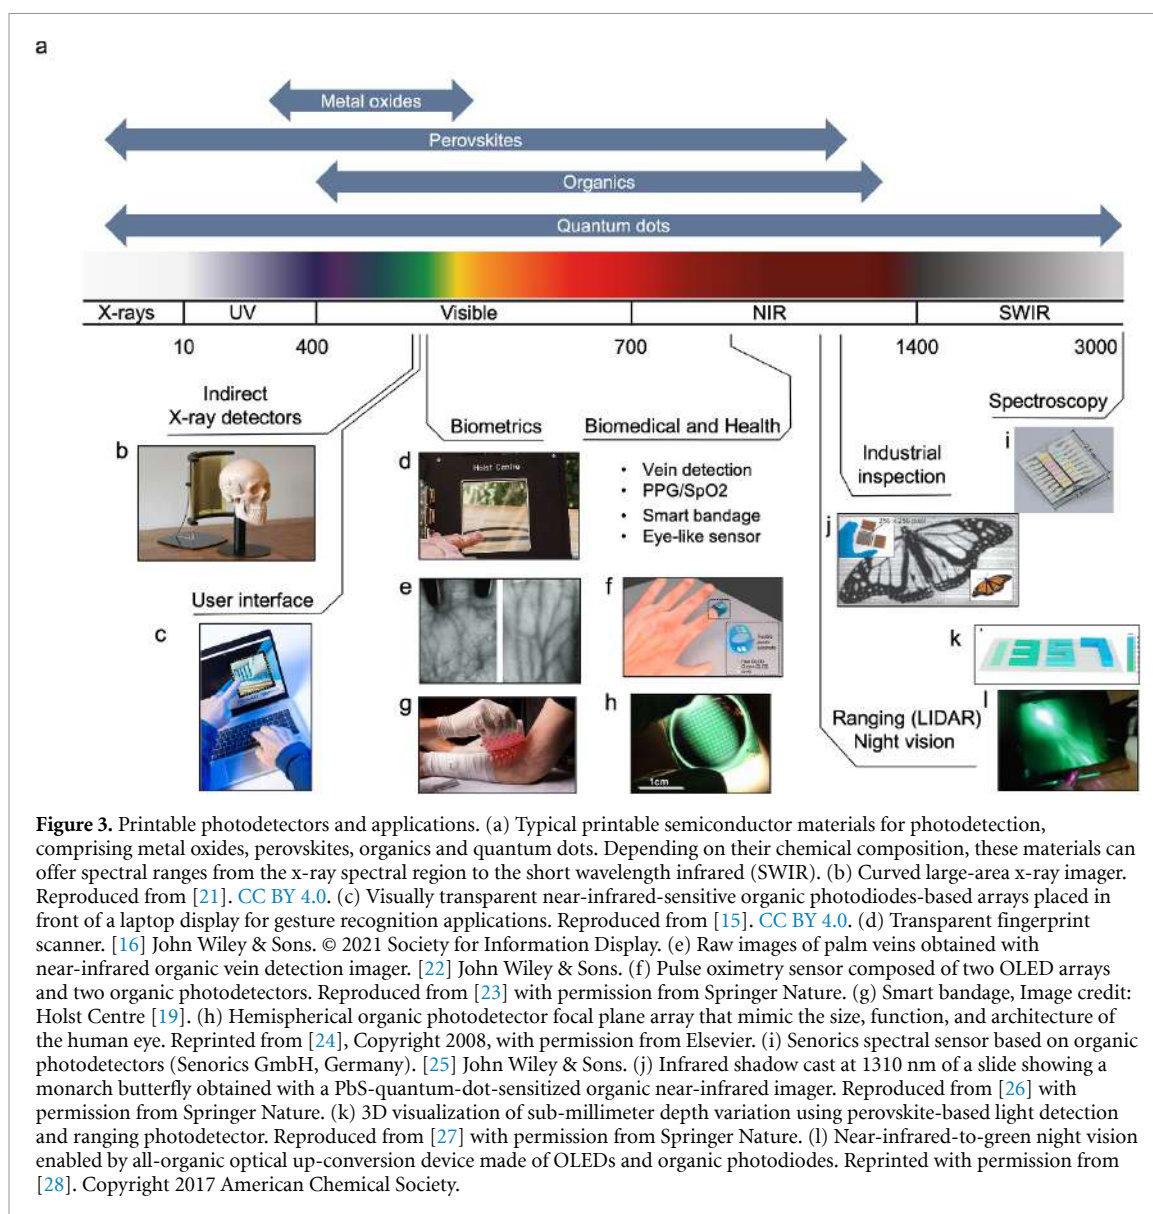 a
Metal oxides
Perovskites
Organics
Quantum dots
X-rays UV Visible NIR SWIR
10 400 700 1400 3000
Indirect
X-ray detectors
Biometrics
Biomedical and Health
Spectroscopy
Industrial
inspection
b
d
Holst Centre
• Vein detection
• PPG/SpO2
• Smart bandage
• Eye-like sensor
i
j
User interface
c
e
f
k
1357
g
h
1cm
Ranging (LIDAR)
Night vision
l
Figure 3. Printable photodetectors and applications. (a) Typical printable semiconductor materials for photodetection,
comprising metal oxides, perovskites, organics and quantum dots. Depending on their chemical composition, these materials can
offer spectral ranges from the x-ray spectral region to the short wavelength infrared (SWIR). (b) Curved large-area x-ray imager.
Reproduced from [21]. CC BY 4.0. (c) Visually transparent near-infrared-sensitive organic photodiodes-based arrays placed in
front of a laptop display for gesture recognition applications. Reproduced from [15]. CC BY 4.0. (d) Transparent fingerprint
scanner. [16] John Wiley & Sons. © 2021 Society for Information Display. (e) Raw images of palm veins obtained with
near-infrared organic vein detection imager. [22] John Wiley & Sons. (f) Pulse oximetry sensor composed of two OLED arrays
and two organic photodetectors. Reproduced from [23] with permission from Springer Nature. (g) Smart bandage, Image credit:
Holst Centre [19]. (h) Hemispherical organic photodetector focal plane array that mimic the size, function, and architecture of
the human eye. Reprinted from [24], Copyright 2008, with permission from Elsevier. (i) Senorics spectral sensor based on organic
photodetectors (Senorics GmbH, Germany). [25] John Wiley & Sons. (j) Infrared shadow cast at 1310 nm of a slide showing a
monarch butterfly obtained with a PbS-quantum-dot-sensitized organic near-infrared imager. Reproduced from [26] with
permission from Springer Nature. (k) 3D visualization of sub-millimeter depth variation using perovskite-based light detection
and ranging photodetector. Reproduced from [27] with permission from Springer Nature. (l) Near-infrared-to-green night vision
enabled by all-organic optical up-conversion device made of OLEDs and organic photodiodes. Reprinted with permission from
[28]. Copyright 2017 American Chemical Society.